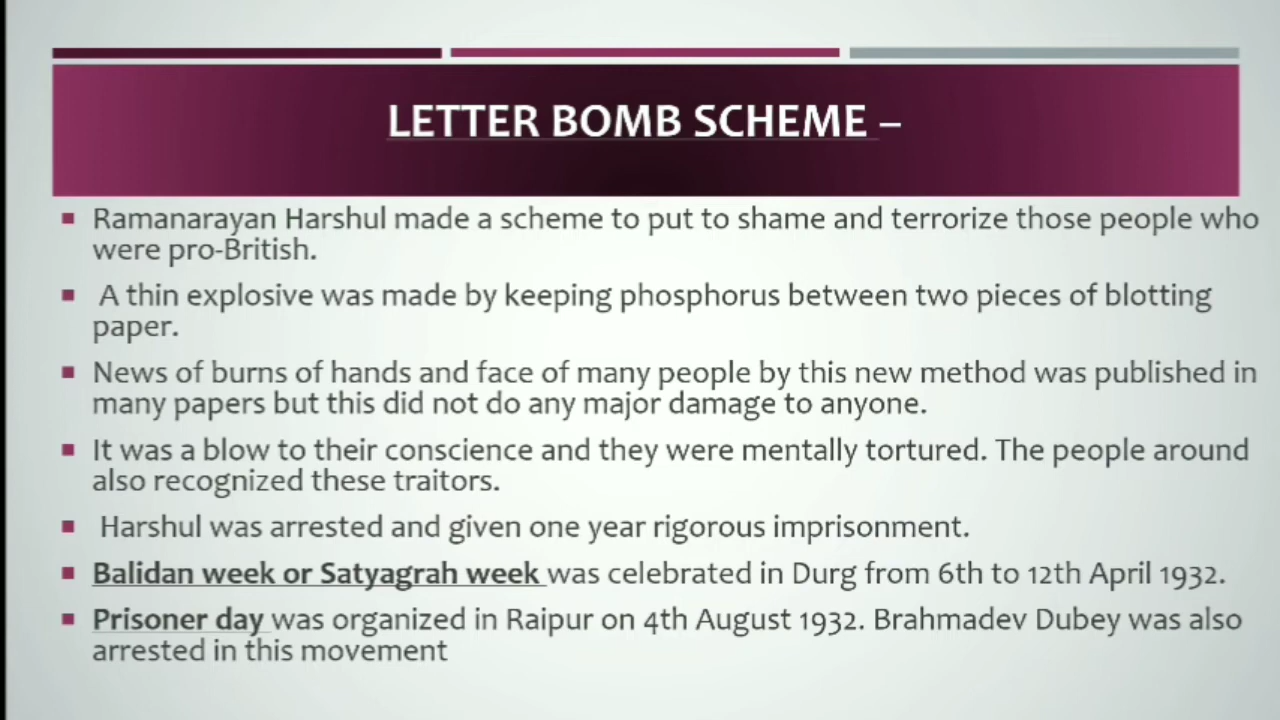 LETTER BOMB SCHEME –
Ramanarayan Harshul made a scheme to put to shame and terrorize those people who
were pro-British.
A thin explosive was made by keeping phosphorus between two pieces of blotting
paper.
News of burns of hands and face of many people by this new method was published in
many papers but this did not do any major damage to anyone.
It was a blow to their conscience and they were mentally tortured. The people around
also recognized these traitors.
Harshul was arrested and given one year rigorous imprisonment.
Balidan week or Satyagrah week was celebrated in Durg from 6th to 12th April 1932.
Prisoner day was organized in Raipur on 4th August 1932. Brahmadev Dubey was also
arrested in this movement